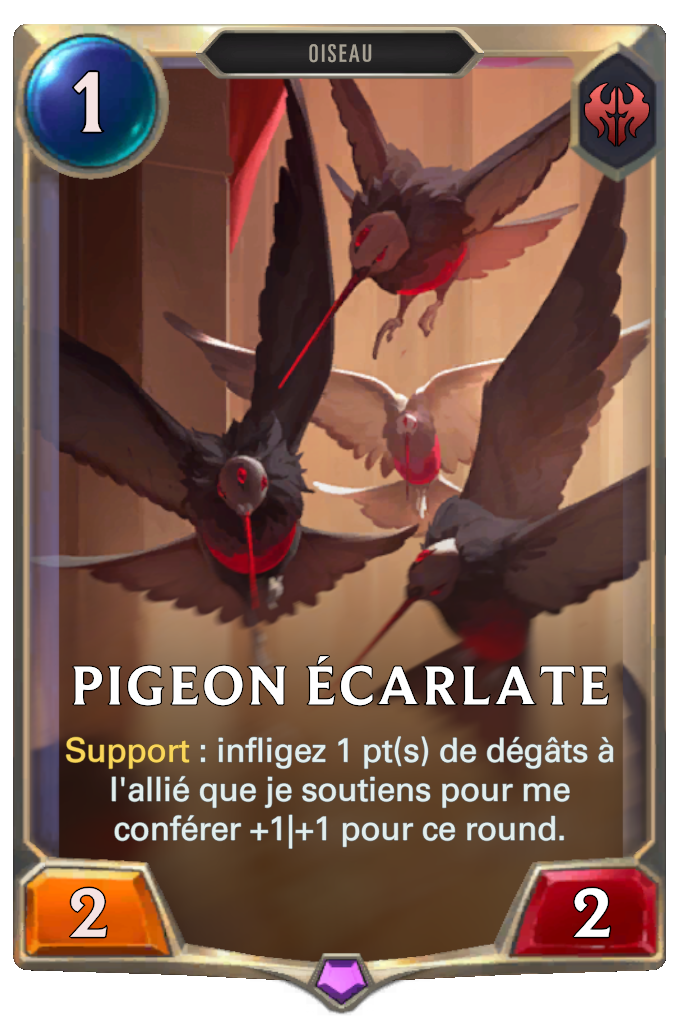 1
OISEAU
PIGEON ÉCARLATE
Support : infligez 1 pt(s) de dégâts à
l'allié que je soutiens pour me
conférer +1|+1 pour ce round.
2
2